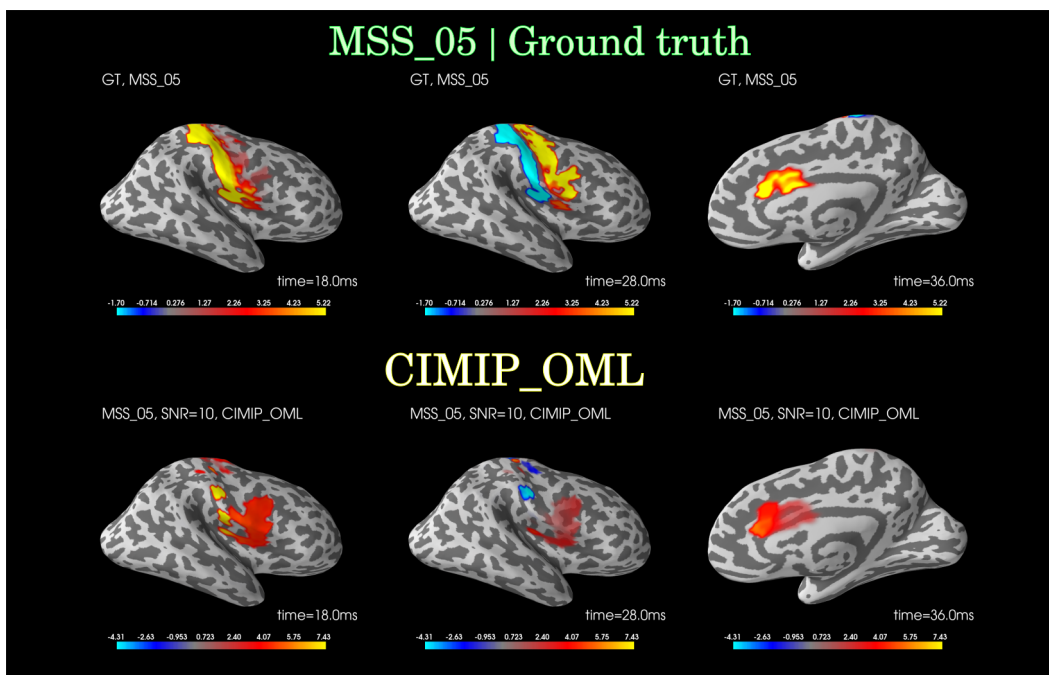 MSS_05 | Ground truth
GT, MSS_05 GT, MSS_05 GT, MSS_05
time=18.0ms time=28.0ms time=36.0ms
-1.70 -0.714 0.276 1.27 2.26 3.25 4.23 5.22 -1.70 -0.714 0.276 1.27 2.26 3.25 4.23 5.22 -1.70 -0.714 0.276 1.27 2.26 3.25 4.23 5.22
CIMIP_OML
MSS_05, SNR=10, CIMIP_OML MSS_05, SNR=10, CIMIP_OML MSS_05, SNR=10, CIMIP_OML
time=18.0ms time=28.0ms time=36.0ms
-4.31 -2.63 -0.953 0.723 2.40 4.07 5.75 7.43 -4.31 -2.63 -0.953 0.723 2.40 4.07 5.75 7.43 -4.31 -2.63 -0.953 0.723 2.40 4.07 5.75 7.43